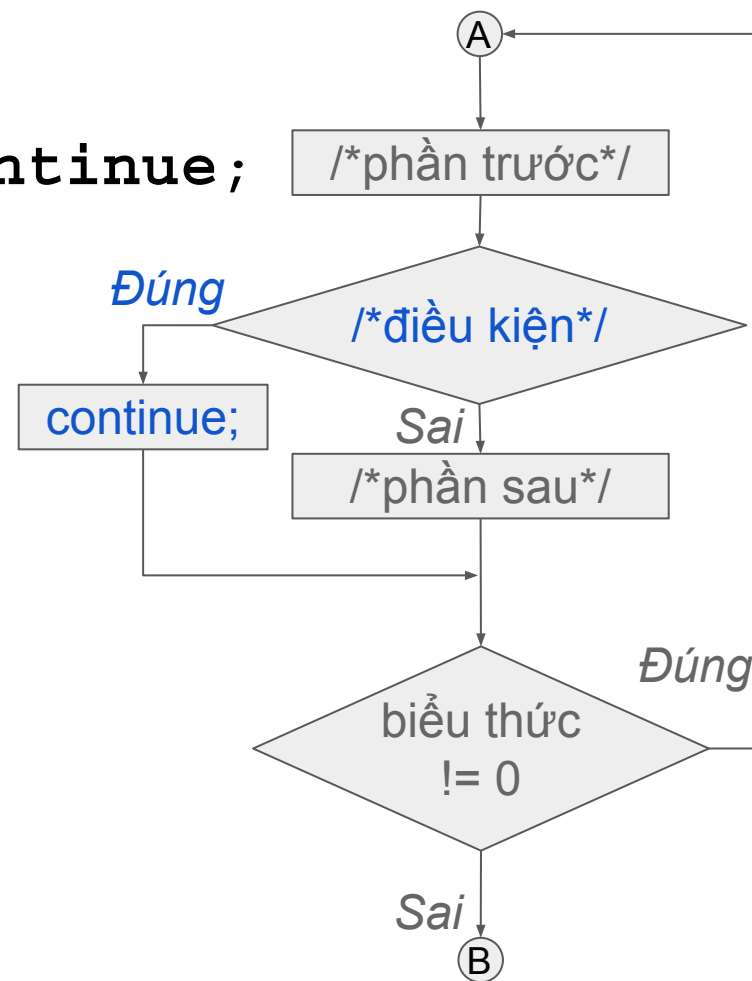 A
ntinue;
/*phần trước*/
Đúng
/*điều kiện*/
continue;
Sai
/*phần sau*/
Đúng
biểu thức
!= 0
Sai
B